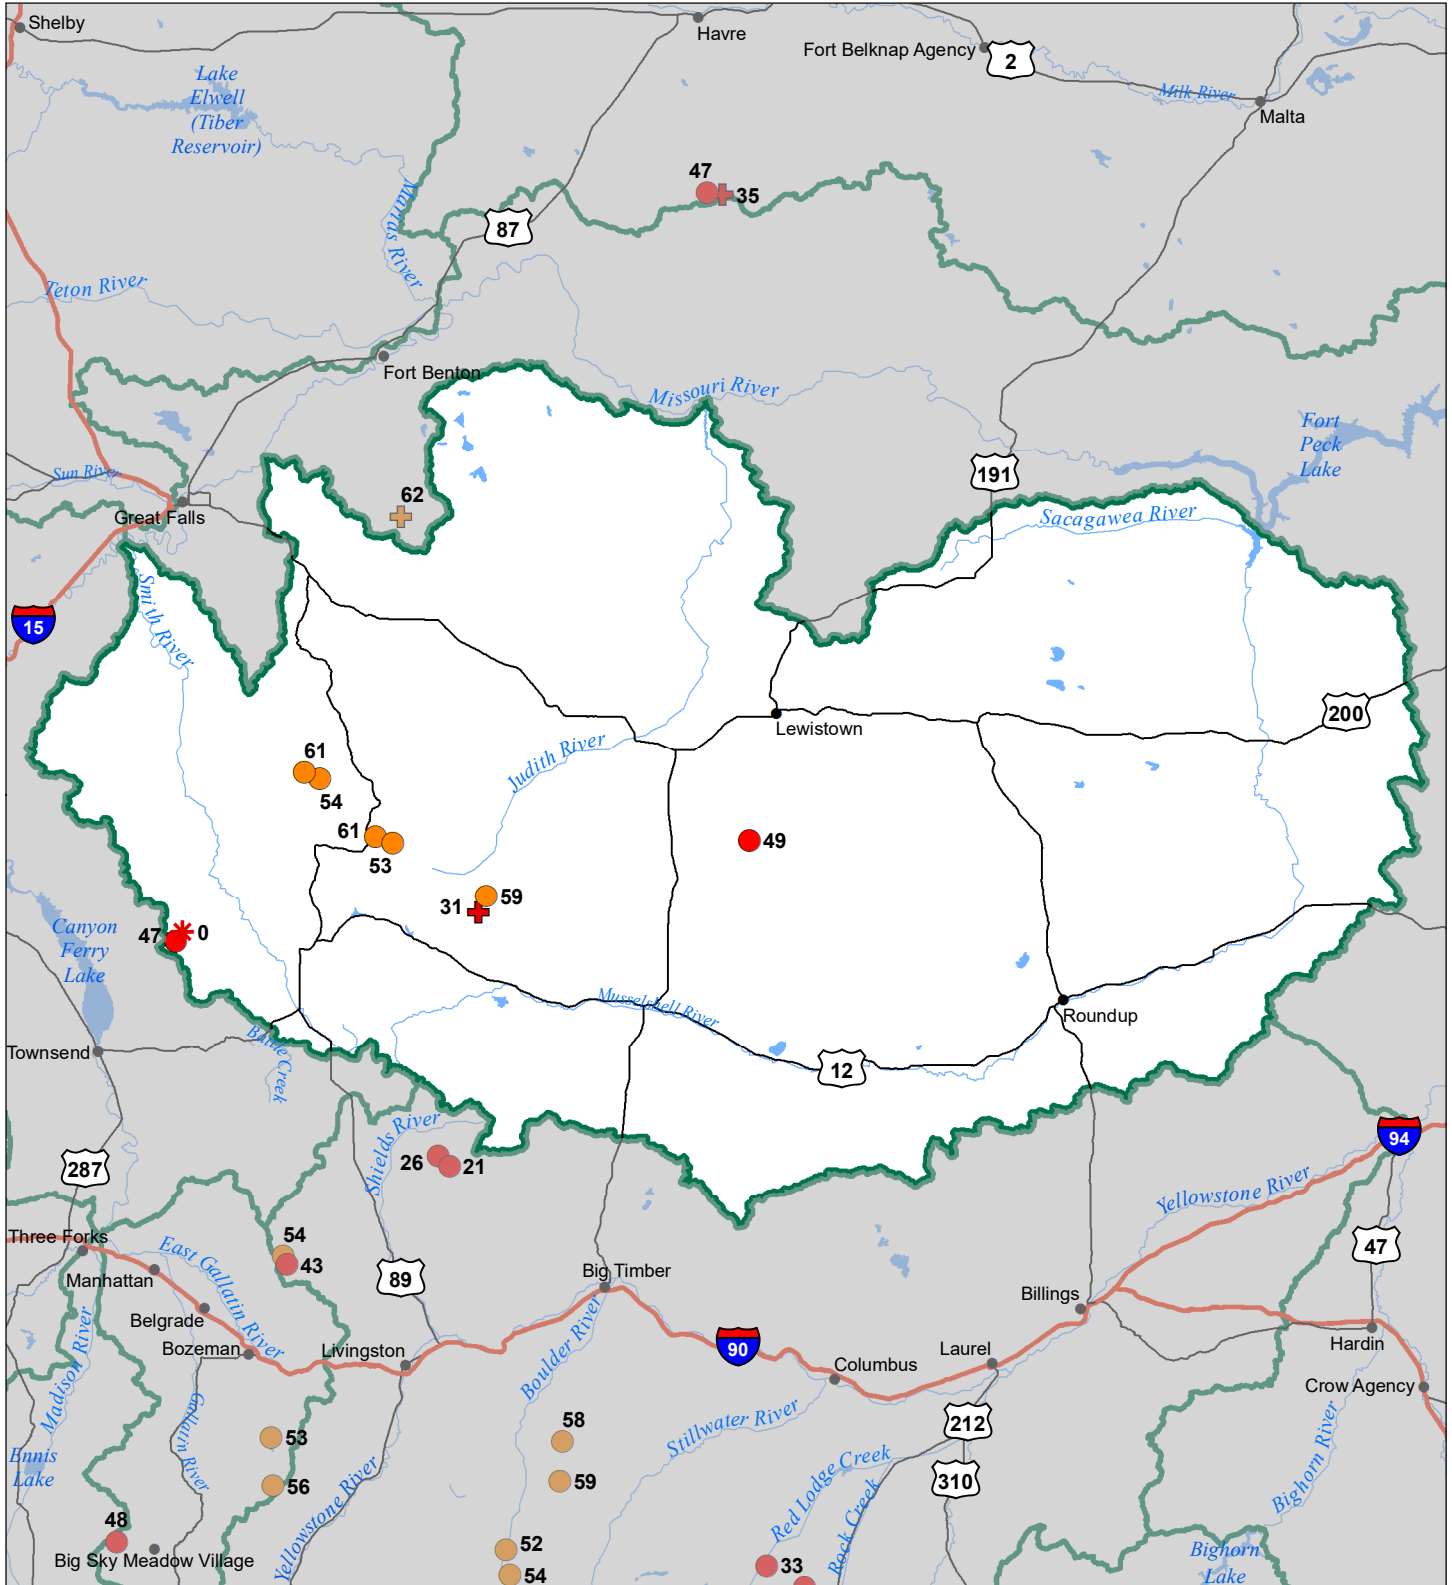 Shelby
Havre
Fort Belknap Agency
2
Lake
Elwell
(Tiber
Reservoir)
Milk River
Malta
47
35
Marias River
87
Teton River
Fort Benton
Missouri River
Fort
Peck
Lake
Sun River
191
62
Great Falls
Sacagawea River
Smith River
15
200
Lewistown
Judith River
61
54
61
53
49
59
31
47
0
Canyon
Ferry
Lake
Musselshell River
Roundup
Battle Creek
Townsend
12
Shields River
94
287
26
21
Yellowstone River
Three Forks
54
43
East Gallatin River
47
Manhattan
89
Big Timber
Billings
Belgrade
Bozeman
Livingston
90
Boulder River
Columbus
Laurel
Hardin
Madison River
Crow Agency
Gallatin River
212
58
Stillwater River
53
Ennis
Lake
Red Lodge Creek
310
Bighorn River
59
56
Yellowstone River
Rock Creek
48
52
Big Sky Meadow Village
33
54
Bighorn
Lake